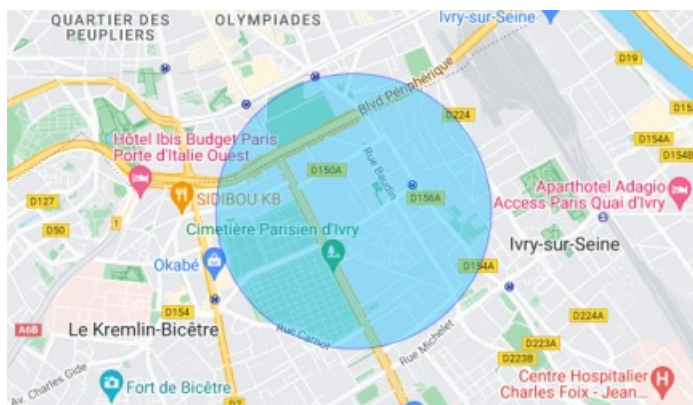 QUARTIER DES
PEUPLIERS
OLYMPIADES
Ivry-sur-Seine
D19
Blvd Périphérique
D224
D154A
D154B
Hôtel Ibis Budget Paris
Porte d'Italie Ouest
D150A
Rue Baudin
D127
SIDIBOU KB
D156A
Aparthotel Adagio
Access Paris Quai d'Ivry
1
D50
Cimetière Parisien d'Ivry
Ivry-sur-Seine
Okabé
D154A
D154
A6B
Le Kremlin-Bicêtre
Rue Carnot
Rue Michelet
D224A
D223A
D223B
Av. Charles Gide
Fort de Bicêtre
Centre Hospitalier
Charles Foix - Jean...
D7